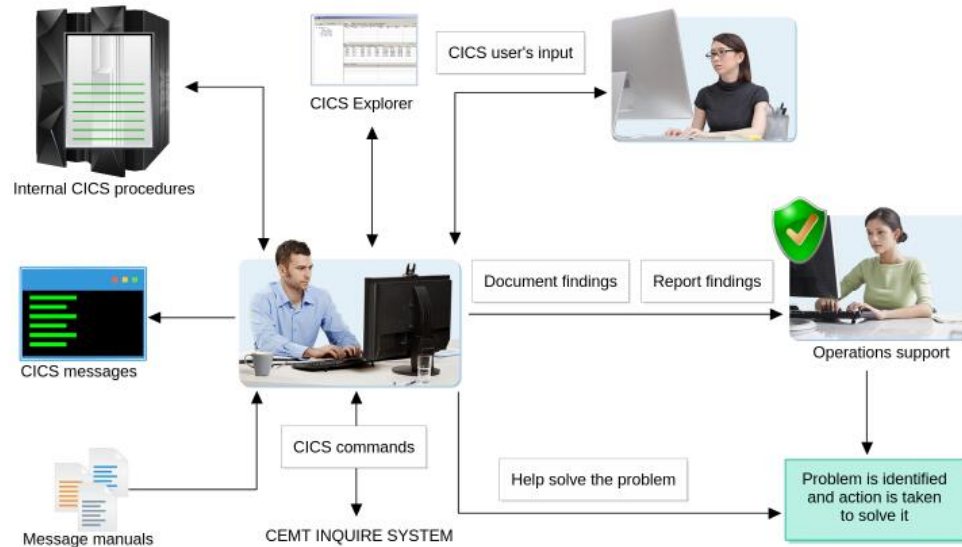 CICS user's input
CICS Explorer
Internal CICS procedures
Document findings
Report findings
CICS messages
Operations support
CICS commands
Help solve the problem
Problem is identified
and action is taken
to solve it
Message manuals
CEMT INQUIRE SYSTEM